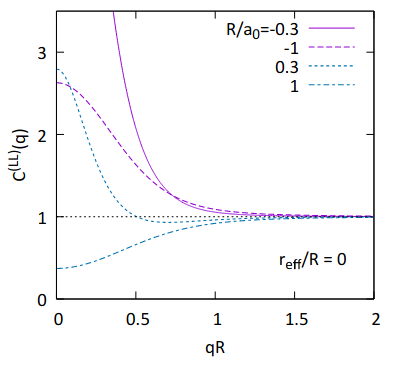 R/a₀=-0.3
-1
0.3
1
3
2
1
0
C⁽ᴸᴸ⁾(q)
r_eff/R = 0
0 0.5 1 1.5 2
qR